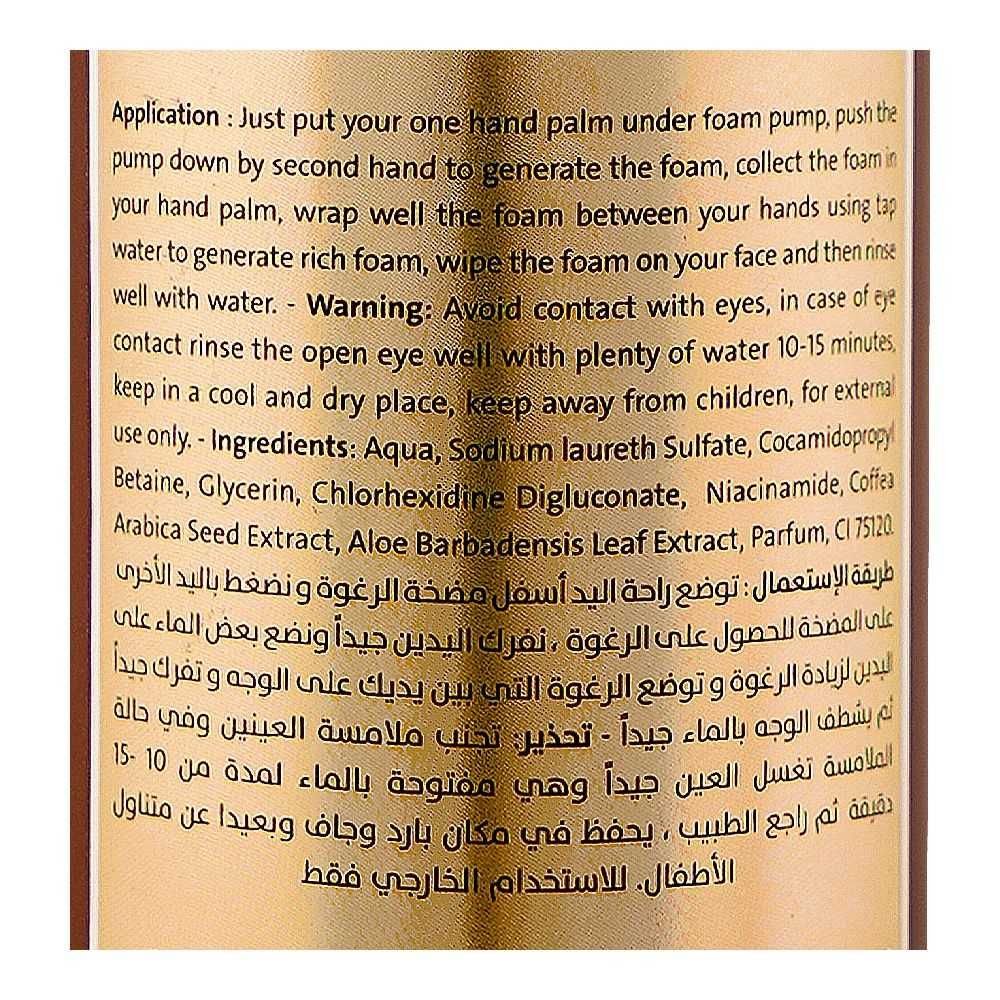 Application : Just put your one hand palm under foam pump, push the
pump down by second hand to generate the foam, collect the foam in
your hand palm, wrap well the foam between your hands using tap
water to generate rich foam, wipe the foam on your face and then rinse
well with water. - Warning: Avoid contact with eyes, in case of eye
contact rinse the open eye well with plenty of water 10-15 minutes,
keep in a cool and dry place, keep away from children, for external
use only. - Ingredients: Aqua, Sodium laureth Sulfate, Cocamidopropyl
Betaine, Glycerin, Chlorhexidine Digluconate, Niacinamide, Coffea
Arabica Seed Extract, Aloe Barbadensis Leaf Extract, Parfum, CI 75120.
طريقة الإستعمال: توضع راحة اليد أسفل مضخة الرغوة و نضغط باليد الأخرى
على المضخة للحصول على الرغوة ، نفرك اليدين جيداً ونضع بعض الماء على
اليدين لزيادة الرغوة و توضع الرغوة التي بين يديك على الوجه و تفرك جيداً
ثم يشطف الوجه بالماء جيداً - تحذير: تجنب ملامسة العينين وفي حالة
الملامسة تغسل العين جيداً وهي مفتوحة بالماء لمدة من 10 -15
دقيقة ثم راجع الطبيب ، يحفظ في مكان بارد وجاف وبعيدا عن متناول
الأطفال. للاستخدام الخارجي فقط